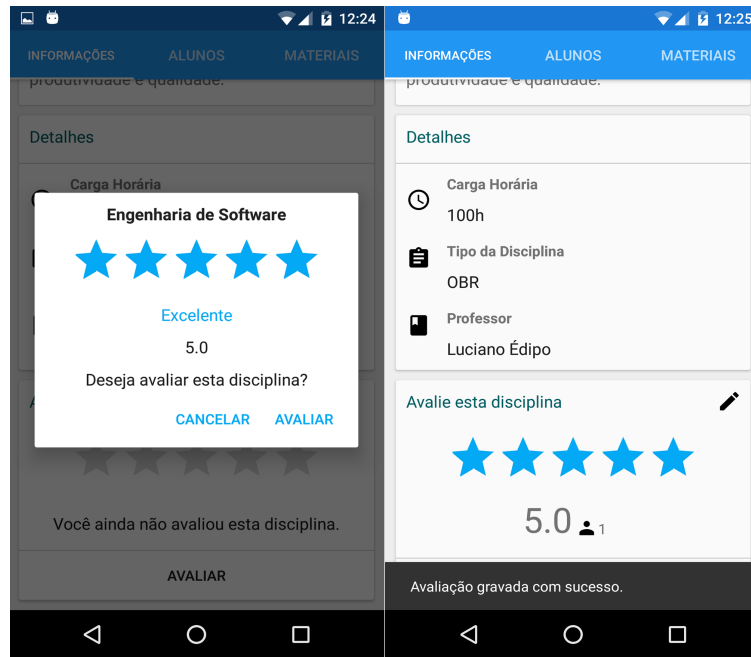 12:24
INFORMAÇÕES ALUNOS MATERIAIS
produtividade e qualidade.
Detalhes
Carga Horária
Engenharia de Software
Excelente
5.0
Deseja avaliar esta disciplina?
CANCELAR AVALIAR
Você ainda não avaliou esta disciplina.
AVALIAR
12:25
INFORMAÇÕES ALUNOS MATERIAIS
produtividade e qualidade.
Detalhes
Carga Horária
100h
Tipo da Disciplina
OBR
Professor
Luciano Édipo
Avalie esta disciplina
5.0 1
Avaliação gravada com sucesso.